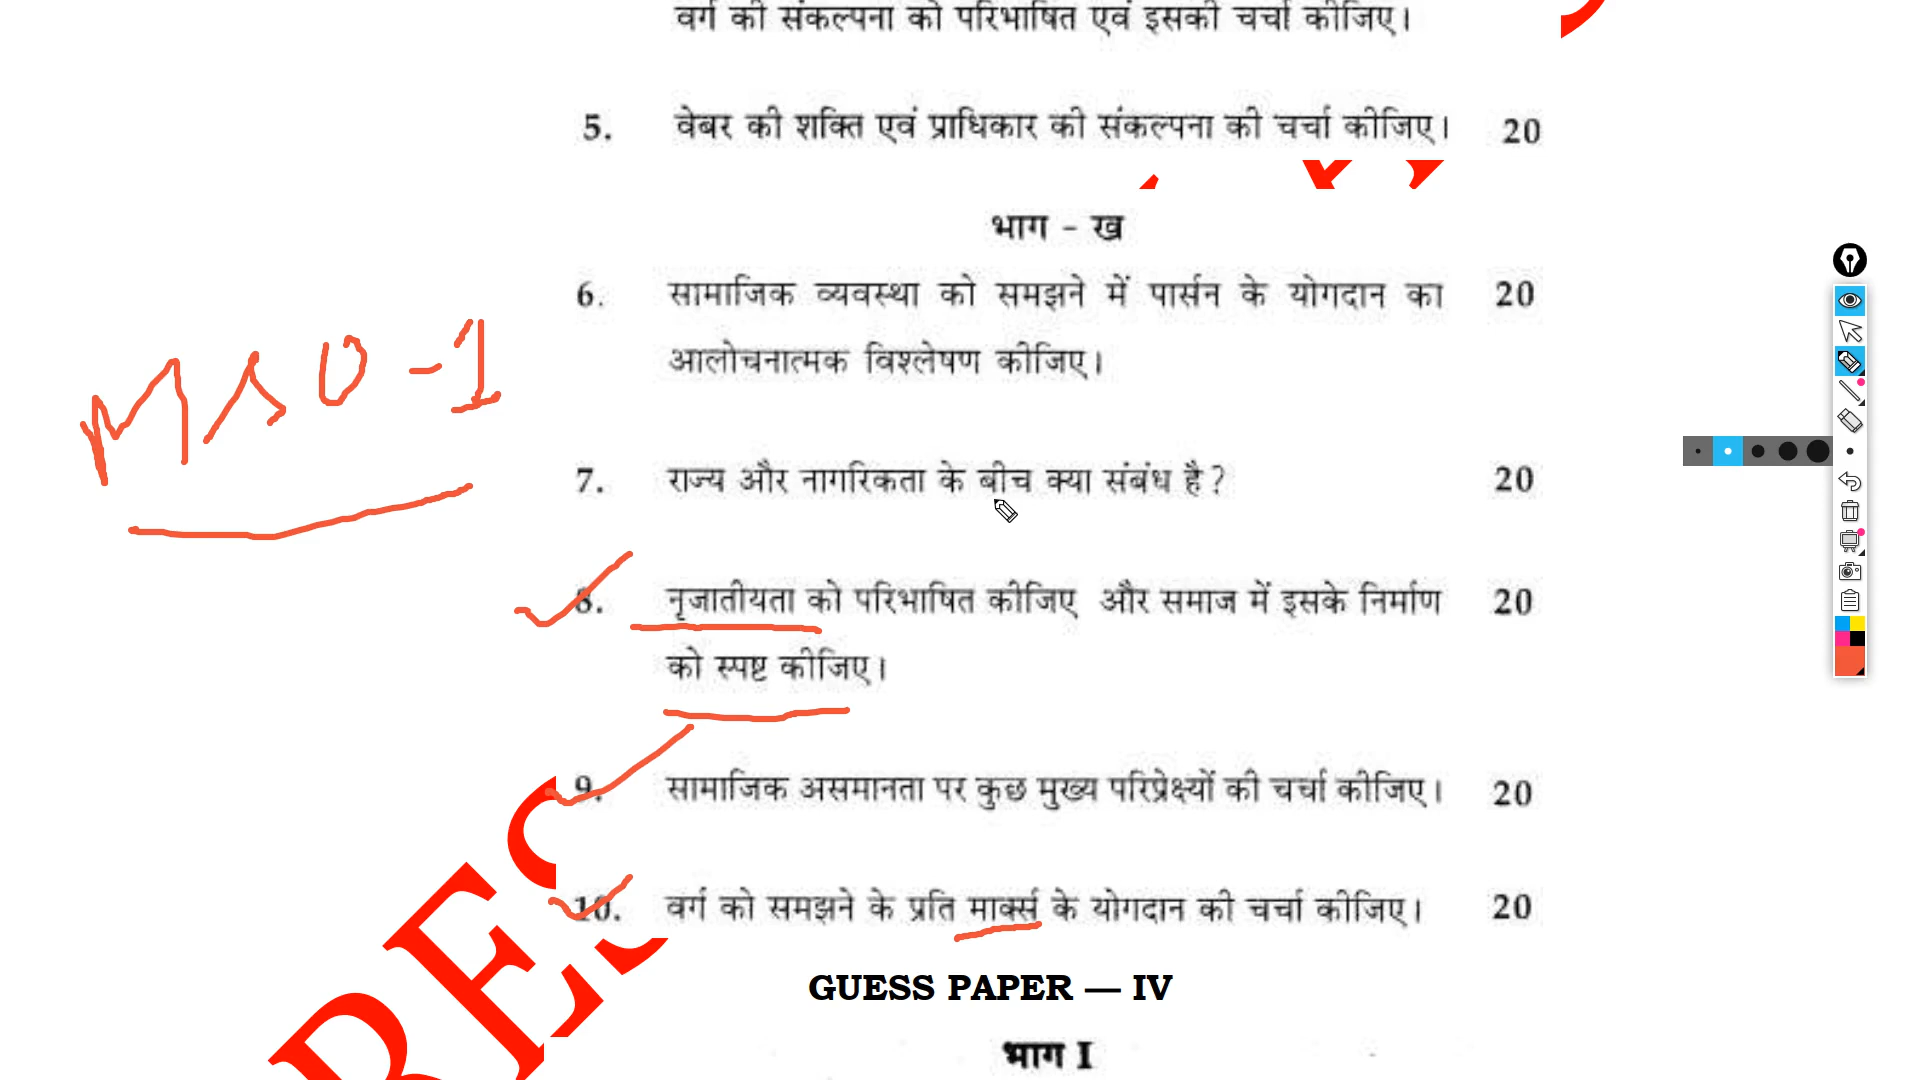 वर्ग की संकल्पना को परिभाषित एवं इसकी चर्चा कीजिए।
5. वेबर की शक्ति एवं प्राधिकार की संकल्पना की चर्चा कीजिए। 20
भाग - ख
6. सामाजिक व्यवस्था को समझने में पार्सन के योगदान का 20
आलोचनात्मक विश्लेषण कीजिए।
MSO-1
7. राज्य और नागरिकता के बीच क्या संबंध है? 20
8. नृजातीयता को परिभाषित कीजिए और समाज में इसके निर्माण 20
को स्पष्ट कीजिए।
9. सामाजिक असमानता पर कुछ मुख्य परिप्रेक्ष्यों की चर्चा कीजिए। 20
10. वर्ग को समझने के प्रति मार्क्स के योगदान की चर्चा कीजिए। 20
GUESS PAPER — IV
भाग I